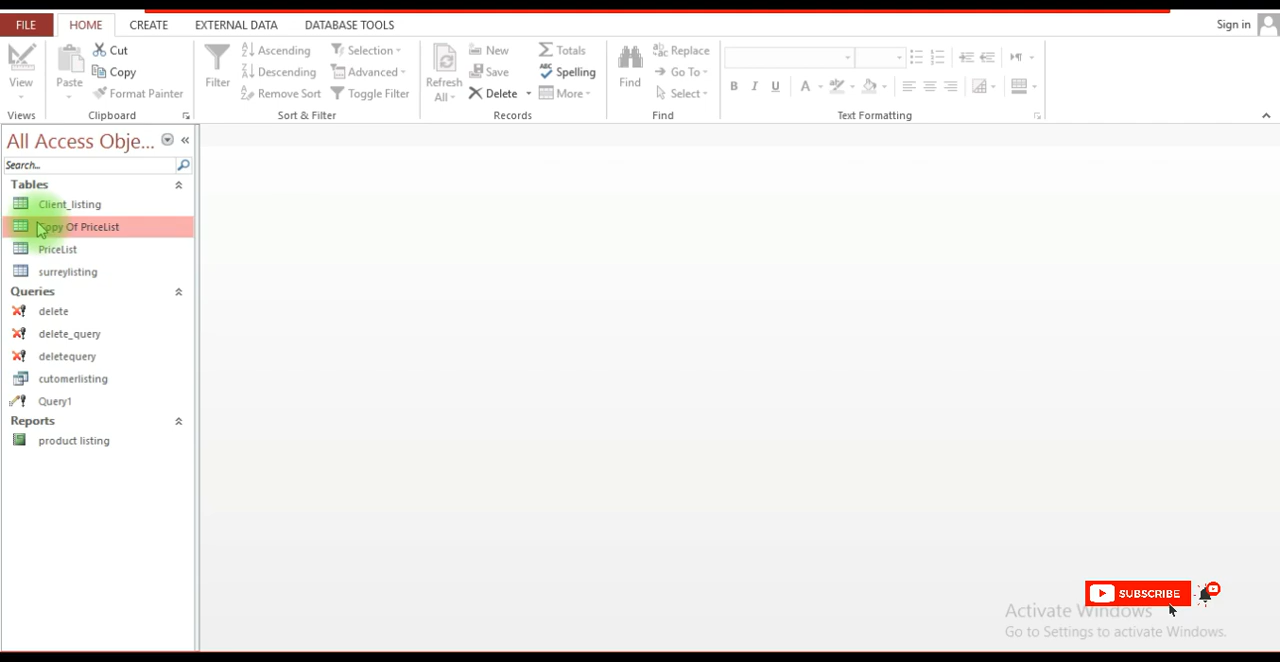 FILE HOME CREATE EXTERNAL DATA DATABASE TOOLS Sign in
View
Views
Paste
Cut
Copy
Format Painter
Clipboard
Filter
Ascending
Descending
Remove Sort
Selection
Advanced
Toggle Filter
Sort & Filter
Refresh
All
New
Save
Delete
Totals
Spelling
More
Records
Find
Replace
Go To
Select
Find
B I U A
Text Formatting
All Access Obje...
Search...
Tables
Client_listing
Copy Of PriceList
PriceList
surreylisting
Queries
delete
delete_query
deletequery
cutomerlisting
Query1
Reports
product listing
SUBSCRIBE
Activate Windows
Go to Settings to activate Windows.